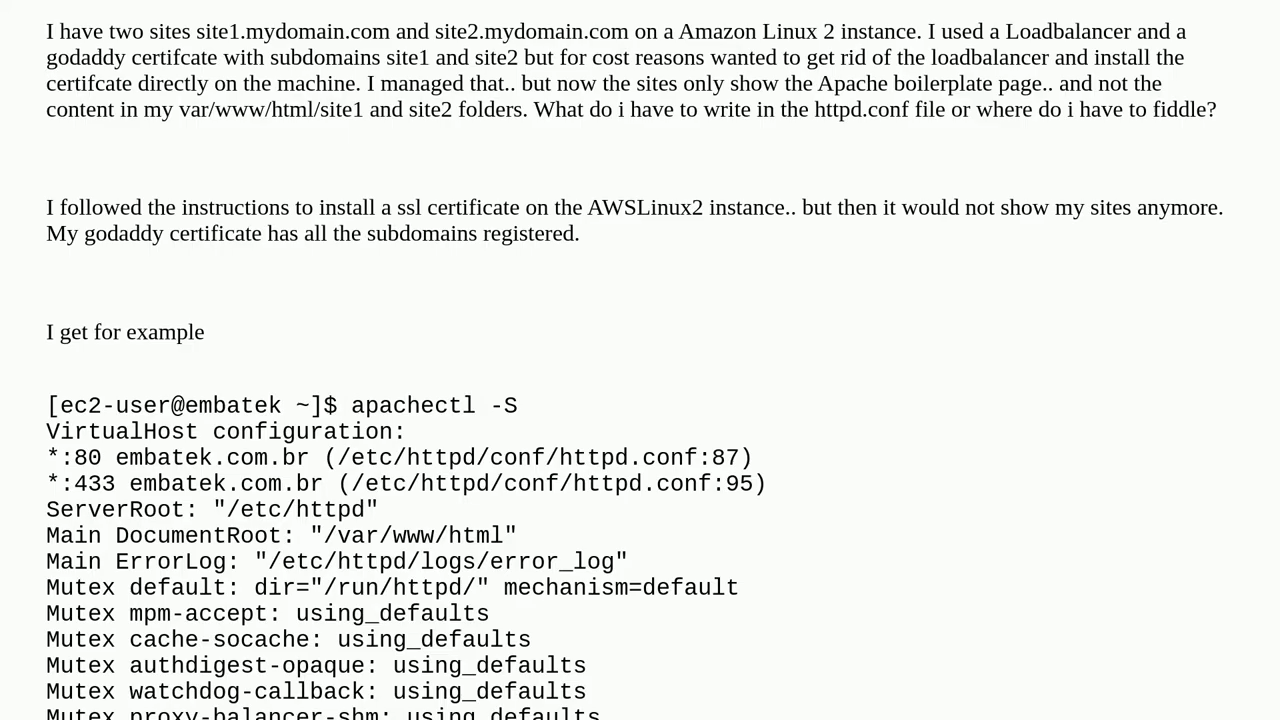 I have two sites site1.mydomain.com and site2.mydomain.com on a Amazon Linux 2 instance. I used a Loadbalancer and a
godaddy certifcate with subdomains site1 and site2 but for cost reasons wanted to get rid of the loadbalancer and install the
certifcate directly on the machine. I managed that.. but now the sites only show the Apache boilerplate page.. and not the
content in my var/www/html/site1 and site2 folders. What do i have to write in the httpd.conf file or where do i have to fiddle?
I followed the instructions to install a ssl certificate on the AWSLinux2 instance.. but then it would not show my sites anymore.
My godaddy certificate has all the subdomains registered.
I get for example
[ec2-user@embatek ~]$ apachectl -S
VirtualHost configuration:
*:80 embatek.com.br (/etc/httpd/conf/httpd.conf:87)
*:433 embatek.com.br (/etc/httpd/conf/httpd.conf:95)
ServerRoot: "/etc/httpd"
Main DocumentRoot: "/var/www/html"
Main ErrorLog: "/etc/httpd/logs/error_log"
Mutex default: dir="/run/httpd/" mechanism=default
Mutex mpm-accept: using_defaults
Mutex cache-socache: using_defaults
Mutex authdigest-opaque: using_defaults
Mutex watchdog-callback: using_defaults
Mutex proxy-balancer-shm: using_defaults